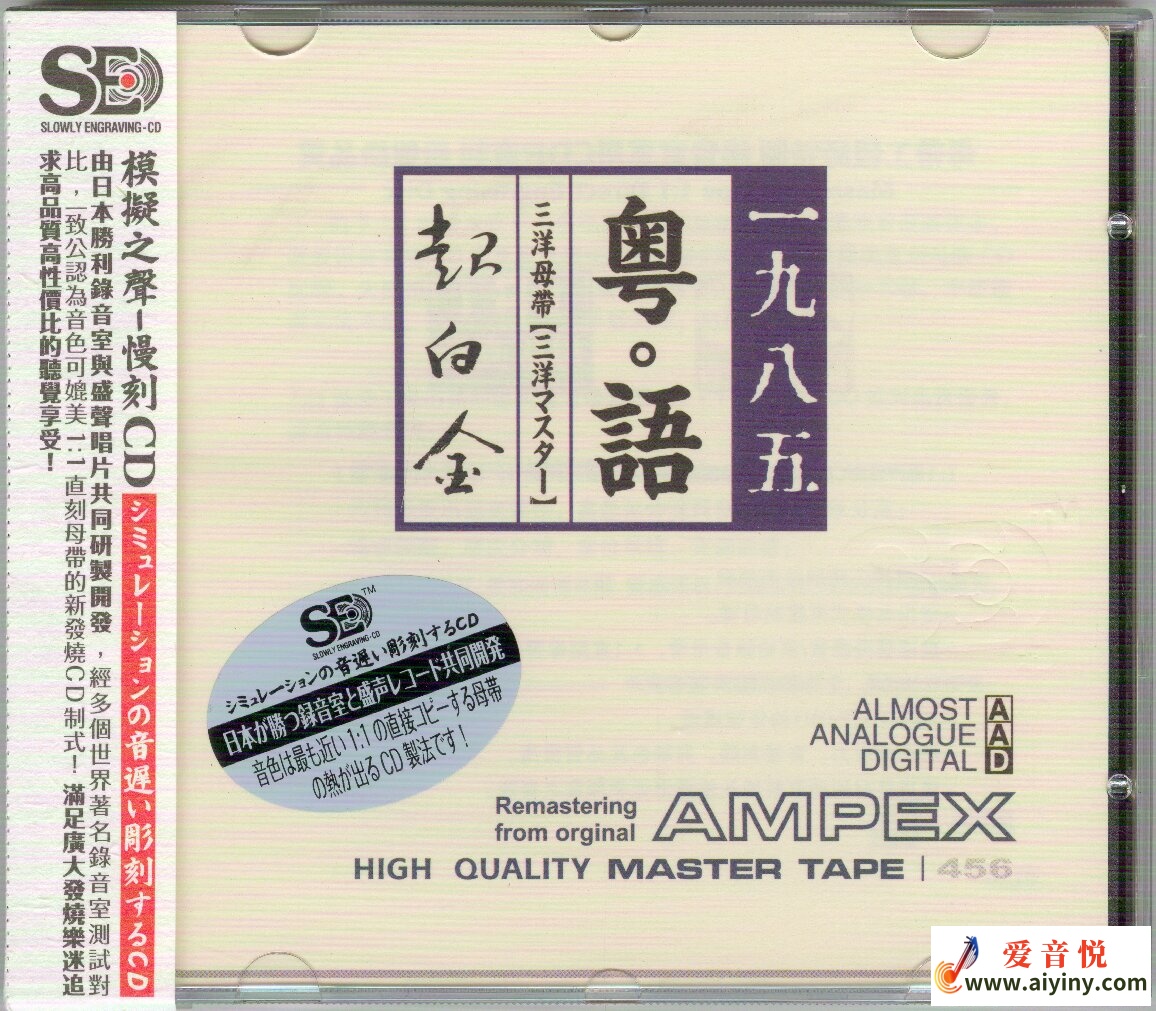 SE
SLOWLY ENGRAVING-CD
模擬之聲-慢刻CD シミュレーションの音遅い彫刻するCD
由日本勝利錄音室與盛聲唱片共同研製開發，經多個世界著名錄音室測試對
比，一致公認為音色可媲美1:1直刻母帶的新發燒CD制式！滿足廣大發燒樂迷追
求高品質高性價比的聽覺享受！
一九八五
粵。語
三洋母帶【三洋マスター】
超白金
SE™
SLOWLY ENGRAVING-CD
シミュレーションの音遅い彫刻するCD
日本が勝つ録音室と盛声レコード共同開発
音色は最も近い1:1の直接コピーする母帯
の熱が出るCD製法です！
ALMOST A
ANALOGUE A
DIGITAL D
Remastering
from orginal AMPEX
HIGH QUALITY MASTER TAPE | 456
爱音悦
www.aiyiny.com